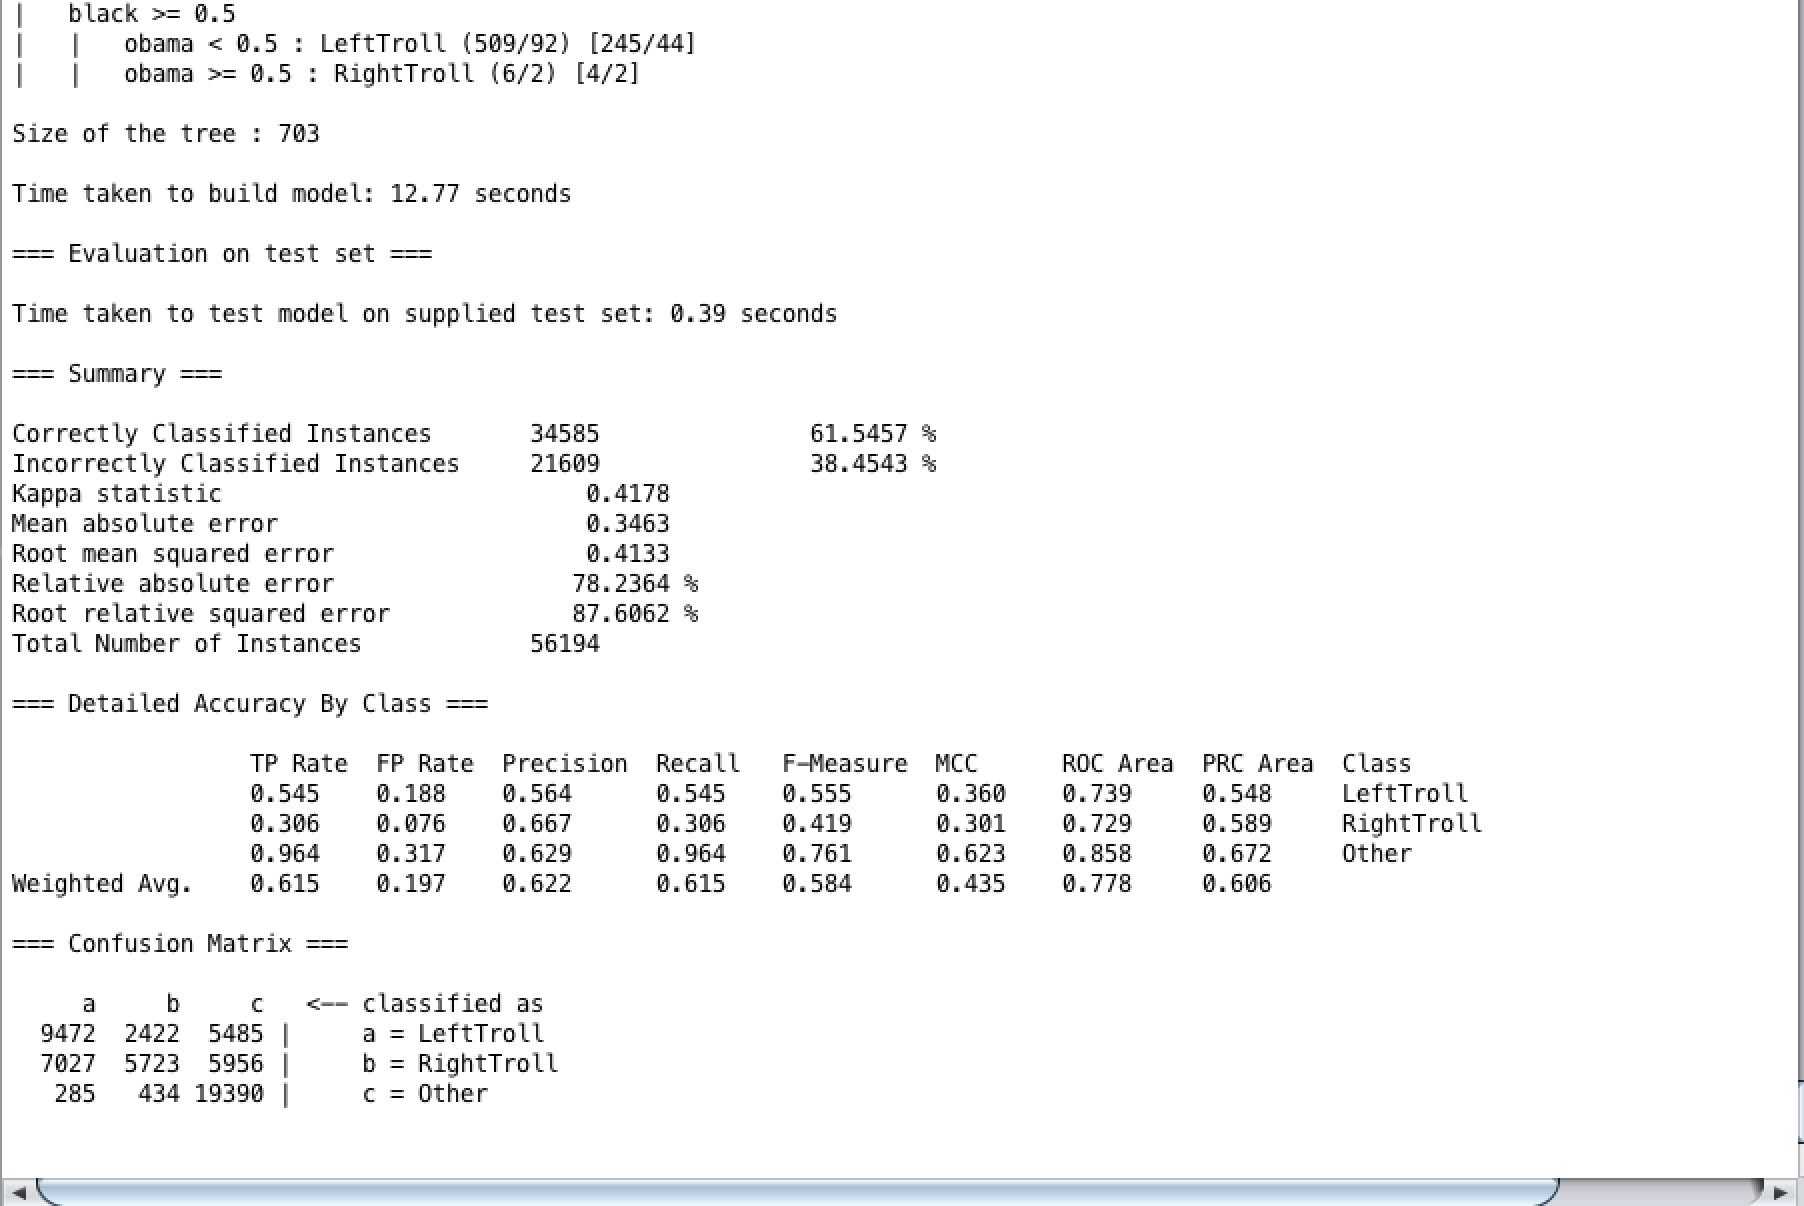 |   black >= 0.5
|   |   obama < 0.5 : LeftTroll (509/92) [245/44]
|   |   obama >= 0.5 : RightTroll (6/2) [4/2]
Size of the tree : 703
Time taken to build model: 12.77 seconds
=== Evaluation on test set ===
Time taken to test model on supplied test set: 0.39 seconds
=== Summary ===
Correctly Classified Instances       34585               61.5457 %
Incorrectly Classified Instances     21609               38.4543 %
Kappa statistic                          0.4178
Mean absolute error                      0.3463
Root mean squared error                  0.4133
Relative absolute error                 78.2364 %
Root relative squared error             87.6062 %
Total Number of Instances            56194
=== Detailed Accuracy By Class ===
                 TP Rate  FP Rate  Precision  Recall   F-Measure  MCC      ROC Area  PRC Area  Class
                 0.545    0.188    0.564      0.545    0.555      0.360    0.739     0.548     LeftTroll
                 0.306    0.076    0.667      0.306    0.419      0.301    0.729     0.589     RightTroll
                 0.964    0.317    0.629      0.964    0.761      0.623    0.858     0.672     Other
Weighted Avg.    0.615    0.197    0.622      0.615    0.584      0.435    0.778     0.606
=== Confusion Matrix ===
     a     b     c   <-- classified as
  9472  2422  5485 |     a = LeftTroll
  7027  5723  5956 |     b = RightTroll
   285   434 19390 |     c = Other